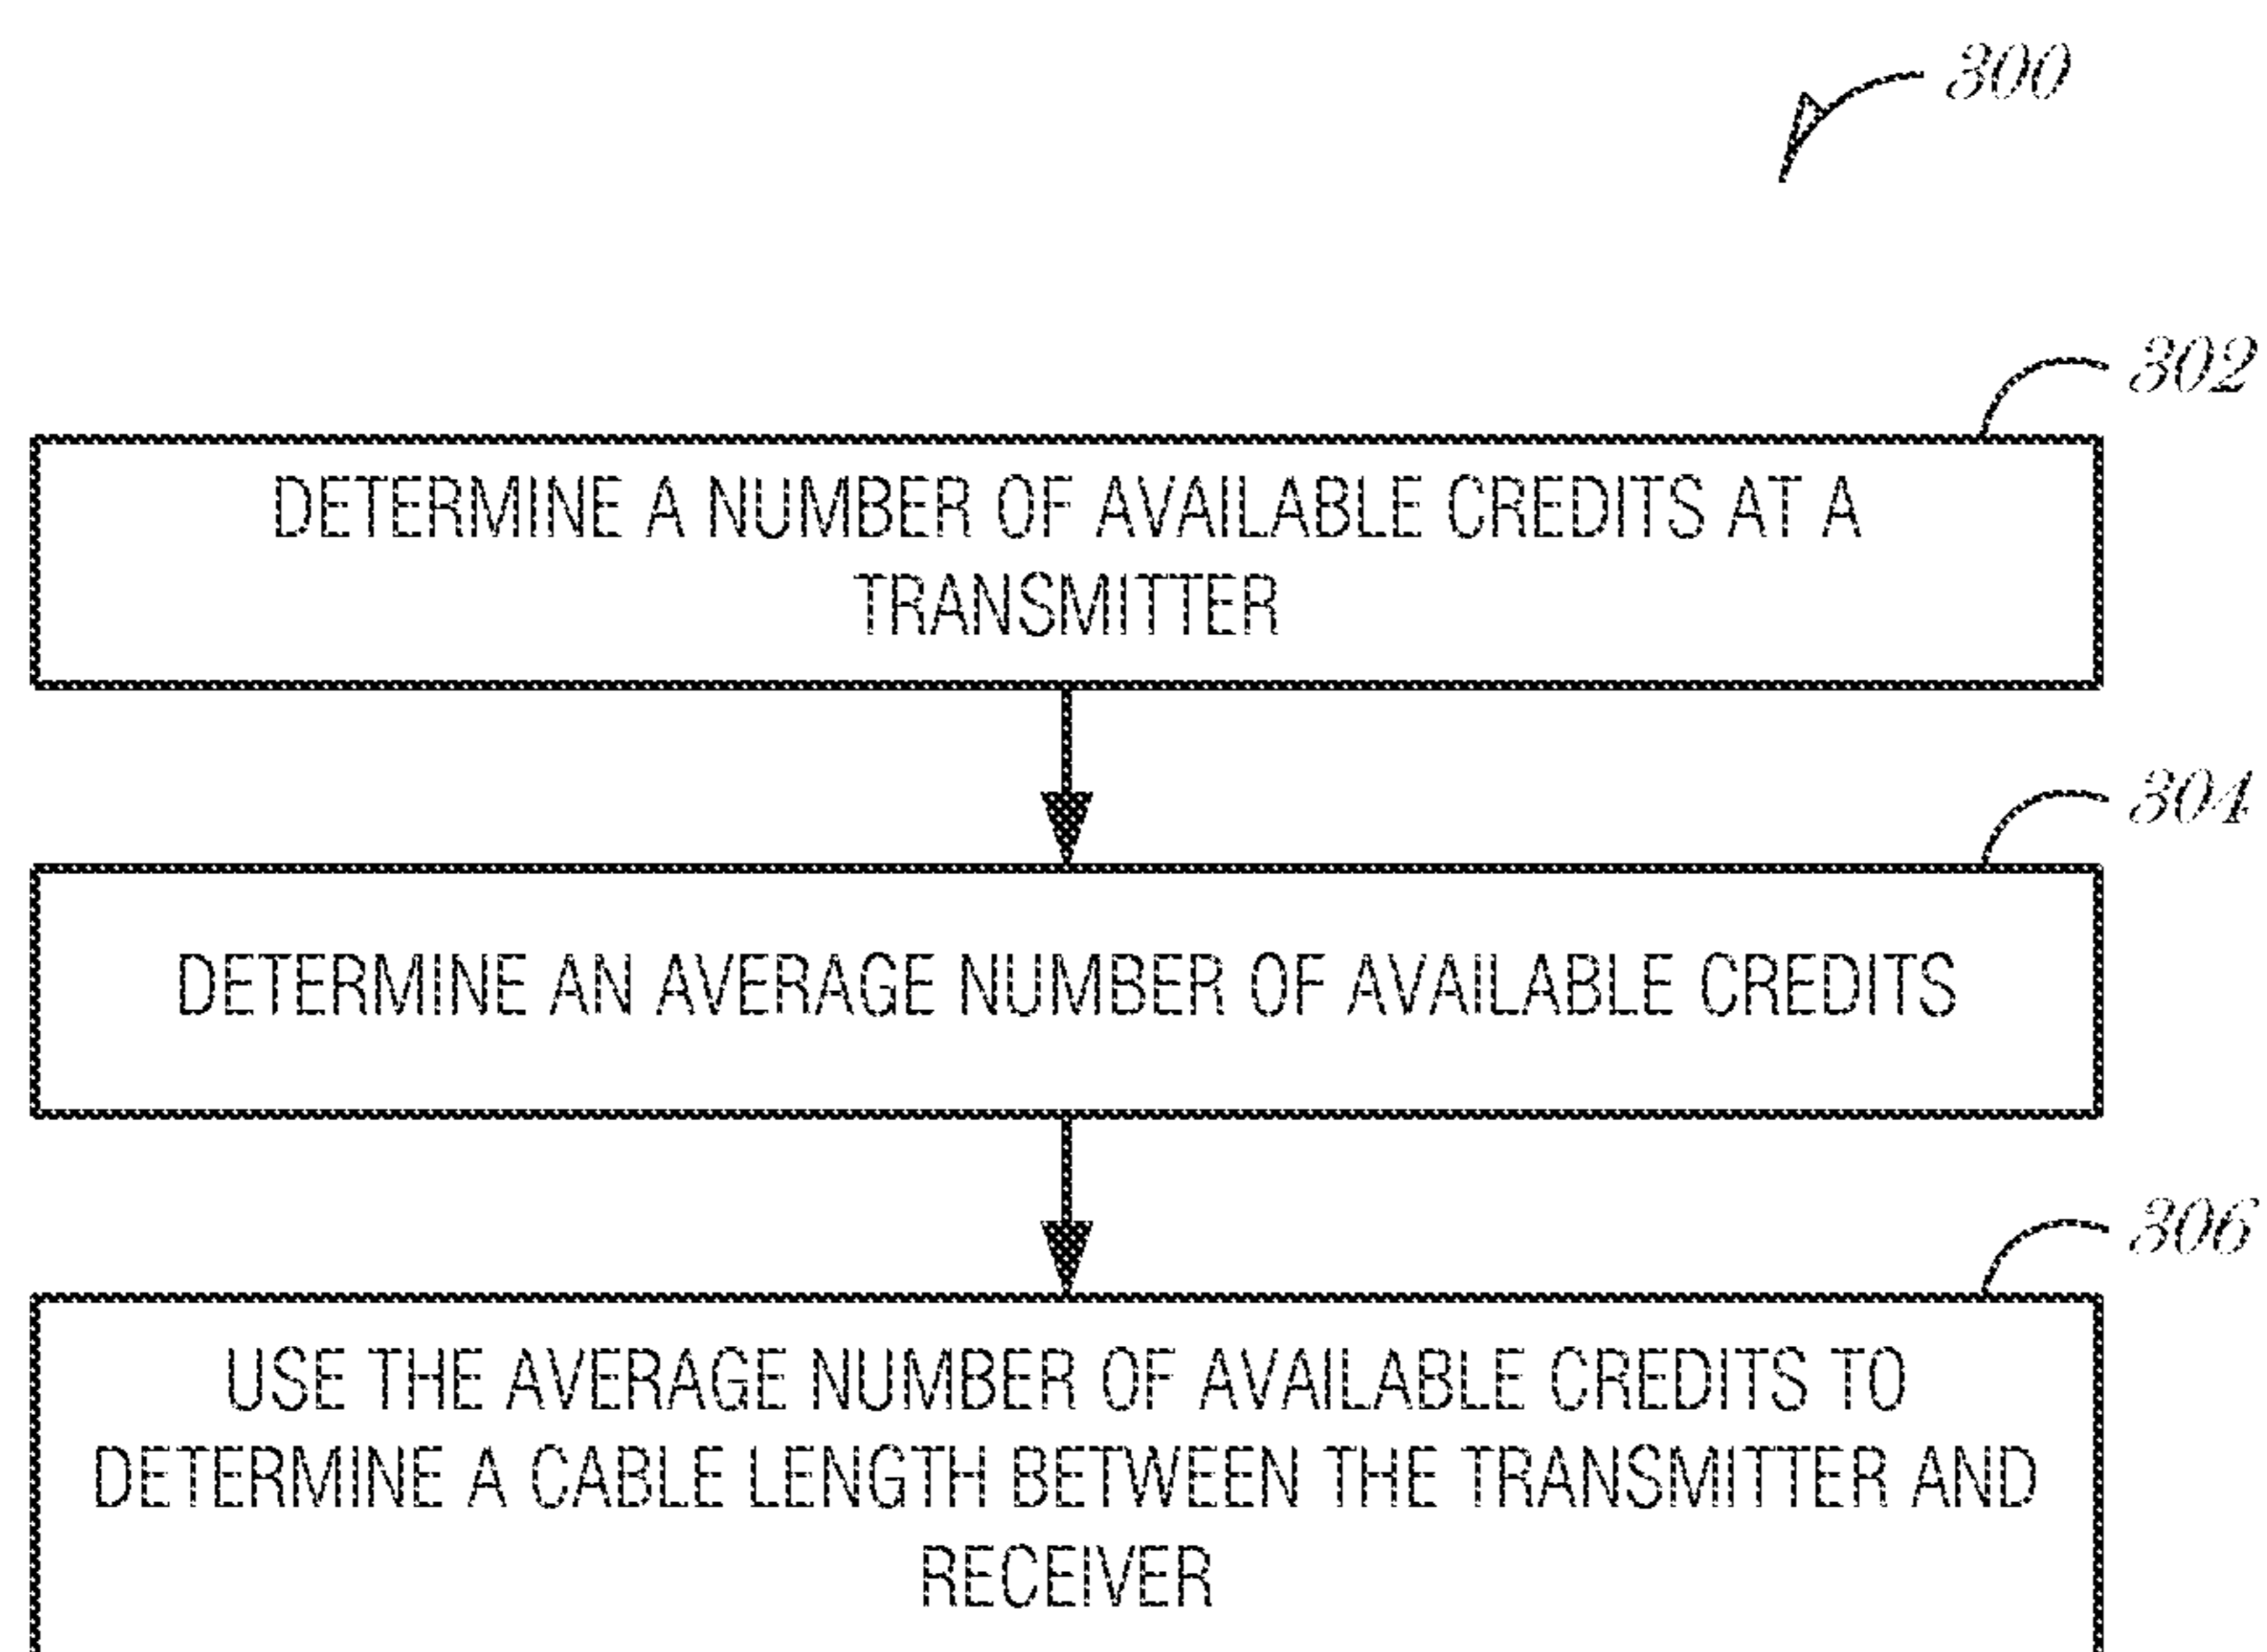 300
302
DETERMINE A NUMBER OF AVAILABLE CREDITS AT A
TRANSMITTER
304
DETERMINE AN AVERAGE NUMBER OF AVAILABLE CREDITS
306
USE THE AVERAGE NUMBER OF AVAILABLE CREDITS TO
DETERMINE A CABLE LENGTH BETWEEN THE TRANSMITTER AND
RECEIVER